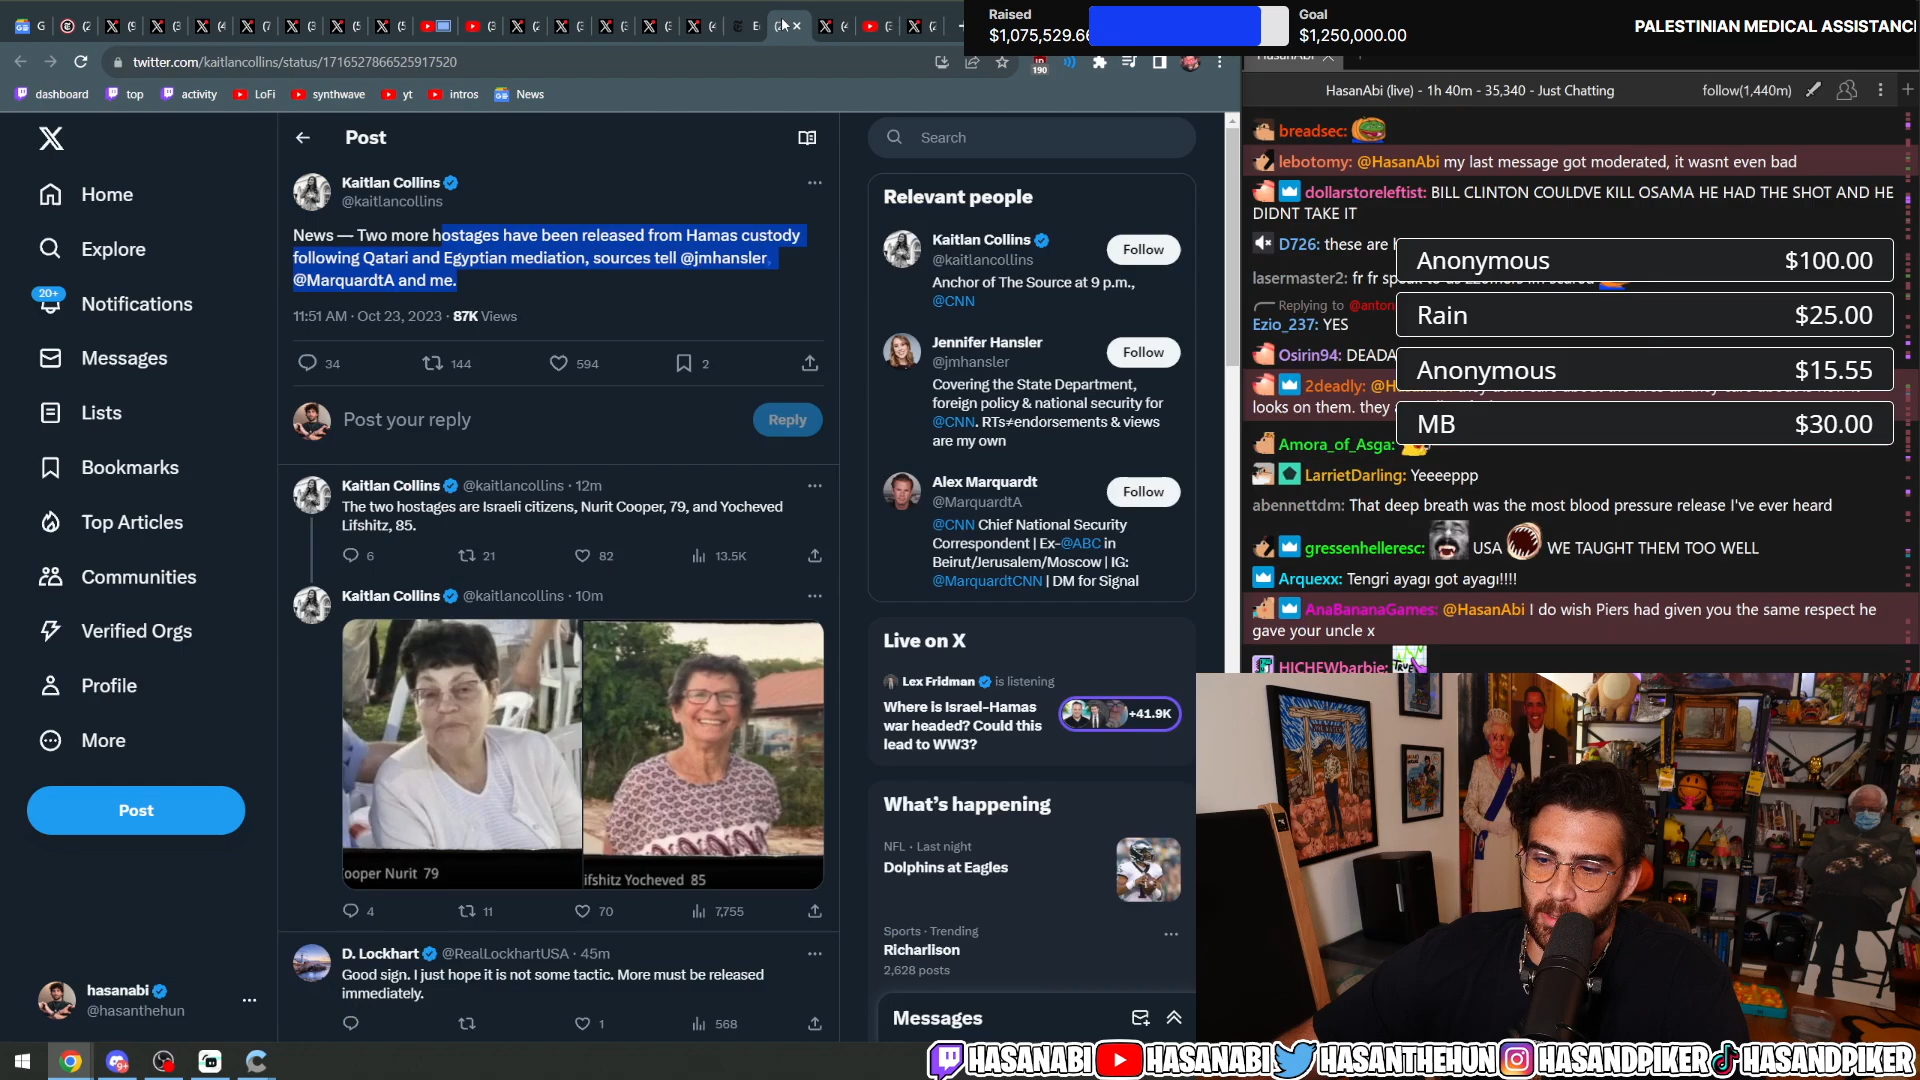 Raised
$1,075,529.6
Goal
$1,250,000.00
PALESTINIAN MEDICAL ASSISTANC
twitter.com/kaitlancollins/status/1716527866525917520
190
dashboard
top
activity
LoFi
synthwave
yt
intros
News
HasanAbi (live) - 1h 40m - 35,340 - Just Chatting
follow(1,440m)
Home
Explore
20+
Notifications
Messages
Lists
Bookmarks
Top Articles
Communities
Verified Orgs
Profile
More
Post
hasanabi
@hasanthehun
Post
Kaitlan Collins
@kaitlancollins
News — Two more hostages have been released from Hamas custody
following Qatari and Egyptian mediation, sources tell @jmhansler,
@MarquardtA and me.
11:51 AM · Oct 23, 2023 · 87K Views
34
144
594
2
Post your reply
Reply
Kaitlan Collins @kaitlancollins · 12m
The two hostages are Israeli citizens, Nurit Cooper, 79, and Yocheved
Lifshitz, 85.
6
21
82
13.5K
Kaitlan Collins @kaitlancollins · 10m
ooper Nurit 79
ifshitz Yocheved 85
4
11
70
7,755
D. Lockhart @RealLockhartUSA · 45m
Good sign. I just hope it is not some tactic. More must be released
immediately.
1
568
Search
Relevant people
Kaitlan Collins
@kaitlancollins
Follow
Anchor of The Source at 9 p.m.,
@CNN
Jennifer Hansler
@jmhansler
Follow
Covering the State Department,
foreign policy & national security for
@CNN. RTs≠endorsements & views
are my own
Alex Marquardt
@MarquardtA
Follow
@CNN Chief National Security
Correspondent | Ex-@ABC in
Beirut/Jerusalem/Moscow | IG:
@MarquardtCNN | DM for Signal
Live on X
Lex Fridman is listening
Where is Israel-Hamas
war headed? Could this
lead to WW3?
+41.9K
What's happening
NFL · Last night
Dolphins at Eagles
Sports · Trending
Richarlison
2,628 posts
Messages
breadsec:
lebotomy: @HasanAbi my last message got moderated, it wasnt even bad
dollarstoreleftist: BILL CLINTON COULDVE KILL OSAMA HE HAD THE SHOT AND HE
DIDNT TAKE IT
D726: these are
lasermaster2: fr fr
Replying to @anton
Ezio_237: YES
Osirin94: DEADA
2deadly:
looks on them. they
Amora_of_Asga:
LarrietDarling: Yeeeeppp
abennettdm: That deep breath was the most blood pressure release I've ever heard
gressenhelleresc: USA WE TAUGHT THEM TOO WELL
Arquexx: Tengri ayagı got ayagı!!!!
AnaBananaGames: @HasanAbi I do wish Piers had given you the same respect he
gave your uncle x
HICHEWbarbie:
Anonymous $100.00
Rain $25.00
Anonymous $15.55
MB $30.00
HASANABI HASANABI HASANTHEHUN HASANDPIKER HASANDPIKER